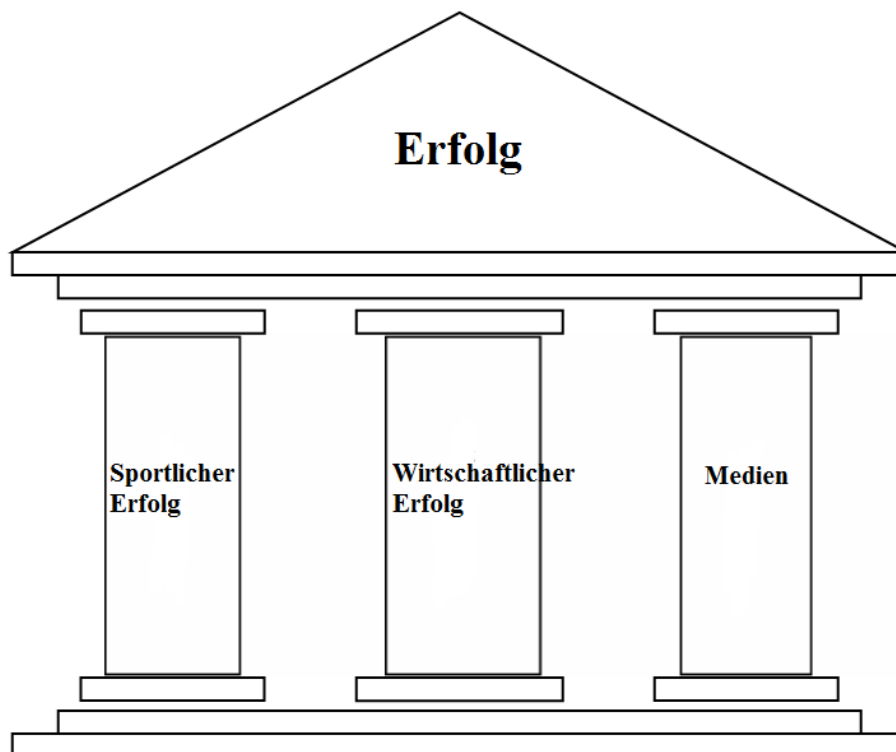 Erfolg
Sportlicher
Erfolg
Wirtschaftlicher
Erfolg
Medien